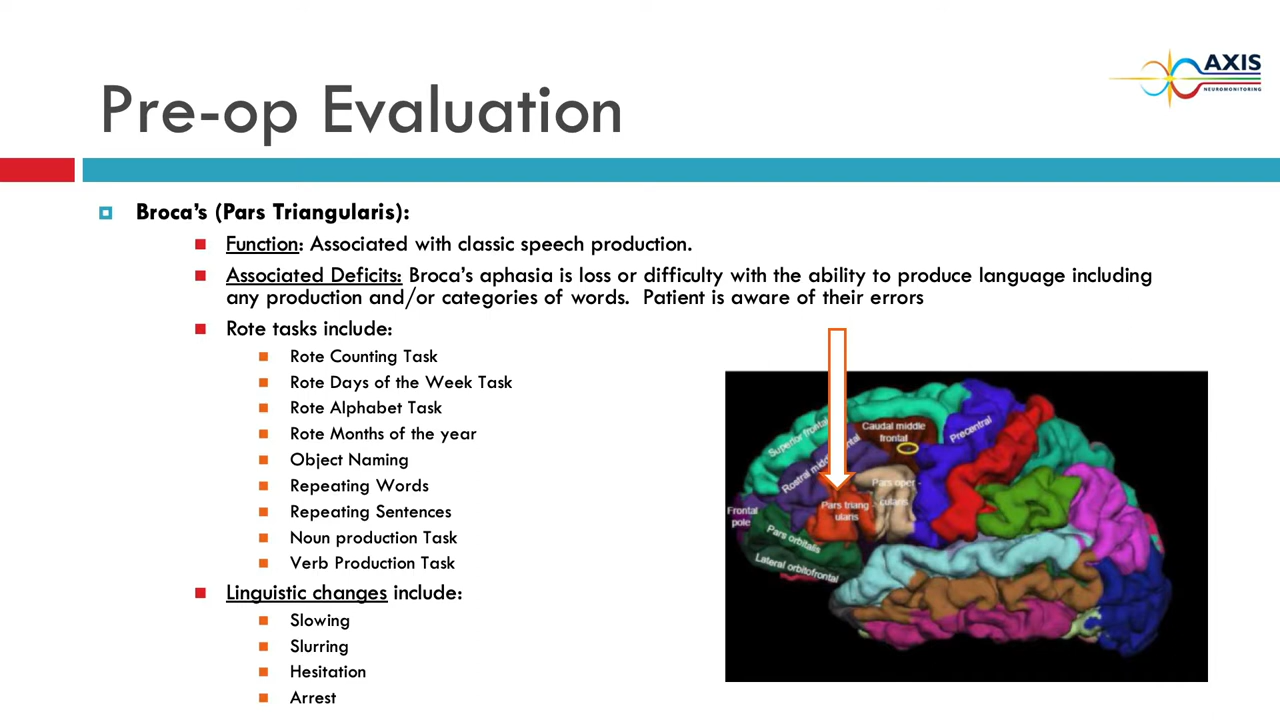 AXIS
NEUROMONITORING
Pre-op Evaluation
Broca's (Pars Triangularis):
Function: Associated with classic speech production.
Associated Deficits: Broca's aphasia is loss or difficulty with the ability to produce language including
any production and/or categories of words.  Patient is aware of their errors
Rote tasks include:
Rote Counting Task
Rote Days of the Week Task
Rote Alphabet Task
Rote Months of the year
Object Naming
Repeating Words
Repeating Sentences
Noun production Task
Verb Production Task
Linguistic changes include:
Slowing
Slurring
Hesitation
Arrest
Superior frontal
Caudal middle
frontal
Precentral
Rostral
Pars oper -
cularis
Pars triang -
ularis
Frontal
pole
Pars orbitalis
Lateral orbitofrontal